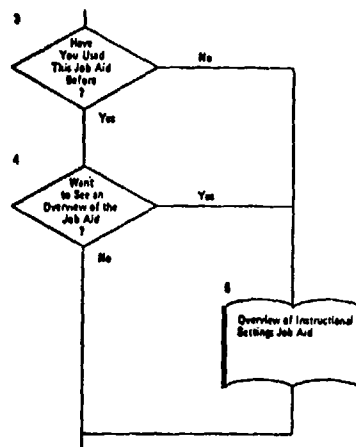 3
Have
You Used
This Job Aid
Before
?
No
Yes
4
Want
to See an
Overview of the
Job Aid
?
Yes
No
5
Overview of Instructional
Settings Job Aid